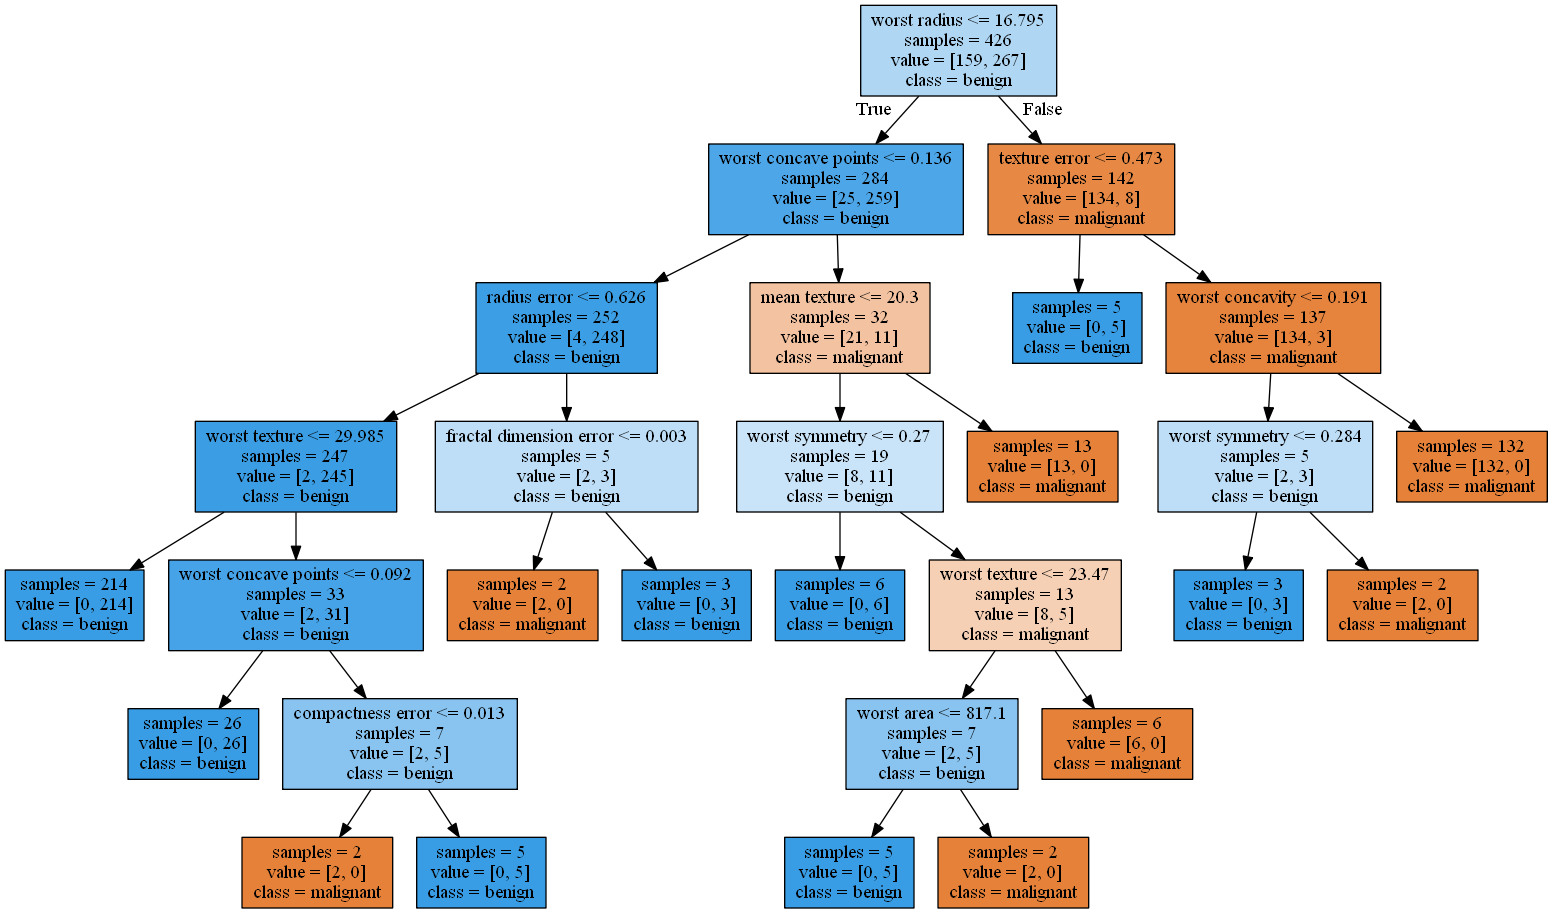 worst radius <= 16.795
samples = 426
value = [159, 267]
class = benign
True
False
worst concave points <= 0.136
samples = 284
value = [25, 259]
class = benign
texture error <= 0.473
samples = 142
value = [134, 8]
class = malignant
radius error <= 0.626
samples = 252
value = [4, 248]
class = benign
mean texture <= 20.3
samples = 32
value = [21, 11]
class = malignant
samples = 5
value = [0, 5]
class = benign
worst concavity <= 0.191
samples = 137
value = [134, 3]
class = malignant
worst texture <= 29.985
samples = 247
value = [2, 245]
class = benign
fractal dimension error <= 0.003
samples = 5
value = [2, 3]
class = benign
worst symmetry <= 0.27
samples = 19
value = [8, 11]
class = benign
samples = 13
value = [13, 0]
class = malignant
worst symmetry <= 0.284
samples = 5
value = [2, 3]
class = benign
samples = 132
value = [132, 0]
class = malignant
samples = 214
value = [0, 214]
class = benign
worst concave points <= 0.092
samples = 33
value = [2, 31]
class = benign
samples = 2
value = [2, 0]
class = malignant
samples = 3
value = [0, 3]
class = benign
samples = 6
value = [0, 6]
class = benign
worst texture <= 23.47
samples = 13
value = [8, 5]
class = malignant
samples = 3
value = [0, 3]
class = benign
samples = 2
value = [2, 0]
class = malignant
samples = 26
value = [0, 26]
class = benign
compactness error <= 0.013
samples = 7
value = [2, 5]
class = benign
worst area <= 817.1
samples = 7
value = [2, 5]
class = benign
samples = 6
value = [6, 0]
class = malignant
samples = 2
value = [2, 0]
class = malignant
samples = 5
value = [0, 5]
class = benign
samples = 5
value = [0, 5]
class = benign
samples = 2
value = [2, 0]
class = malignant